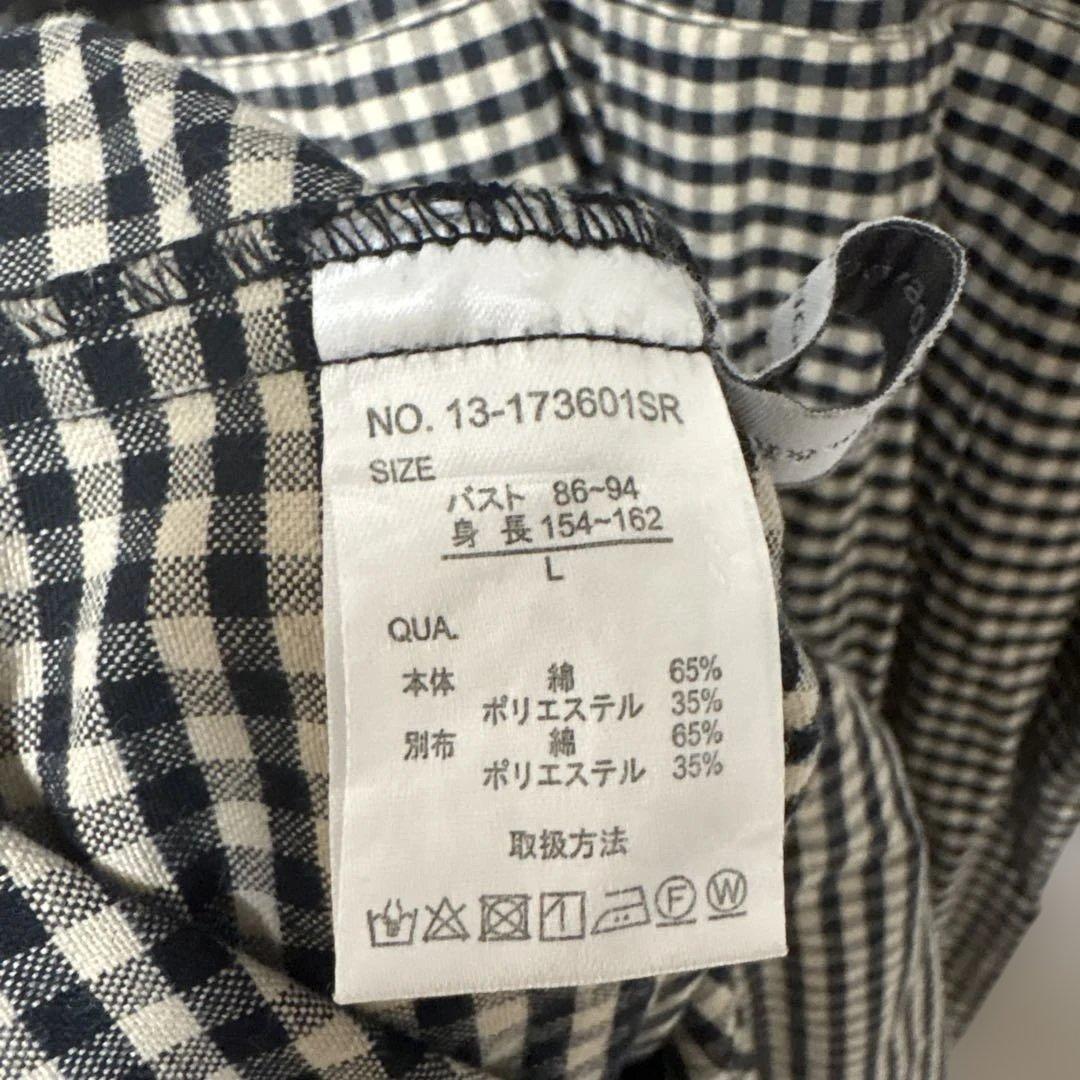 NO. 13-173601SR
SIZE
バスト 86~94
身 長 154~162
L
QUA.
本体 綿 65%
ポリエステル 35%
別布 綿 65%
ポリエステル 35%
取扱方法
F W